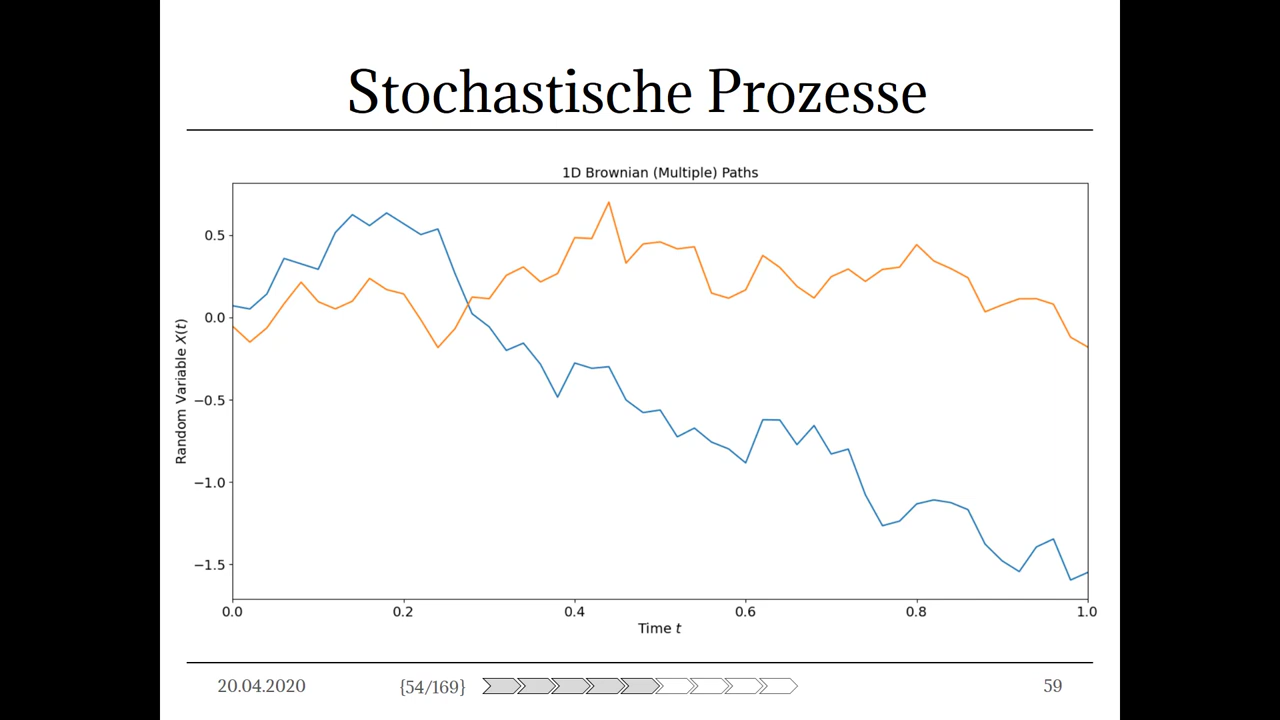 Stochastische Prozesse
1D Brownian (Multiple) Paths
Random Variable X(t)
0.5
0.0
−0.5
−1.0
−1.5
0.0 0.2 0.4 0.6 0.8 1.0
Time t
20.04.2020 {54/169} 59